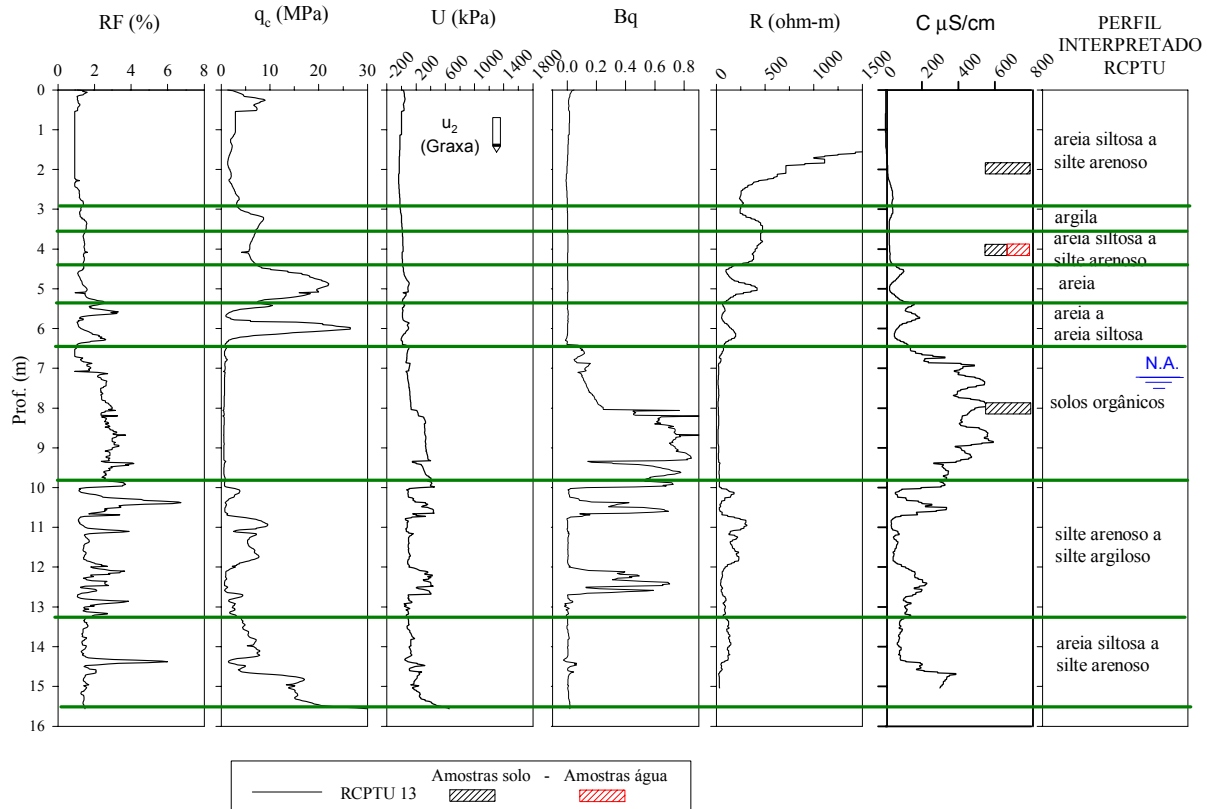 RF (%)
q_c (MPa)
U (kPa)
Bq
R (ohm-m)
C µS/cm
PERFIL
INTERPRETADO
RCPTU
0 2 4 6 8
0 10 20 30
-200 200 600 1000 1400 1800
0.0 0.2 0.4 0.6 0.8
0 500 1000 1500
0 200 400 600 800
Prof. (m)
0
1
2
3
4
5
6
7
8
9
10
11
12
13
14
15
16
u₂
(Graxa)
areia siltosa a
silte arenoso
argila
areia siltosa a
silte arenoso
areia
areia a
areia siltosa
N.A.
solos orgânicos
silte arenoso a
silte argiloso
areia siltosa a
silte arenoso
RCPTU 13
Amostras solo - Amostras água